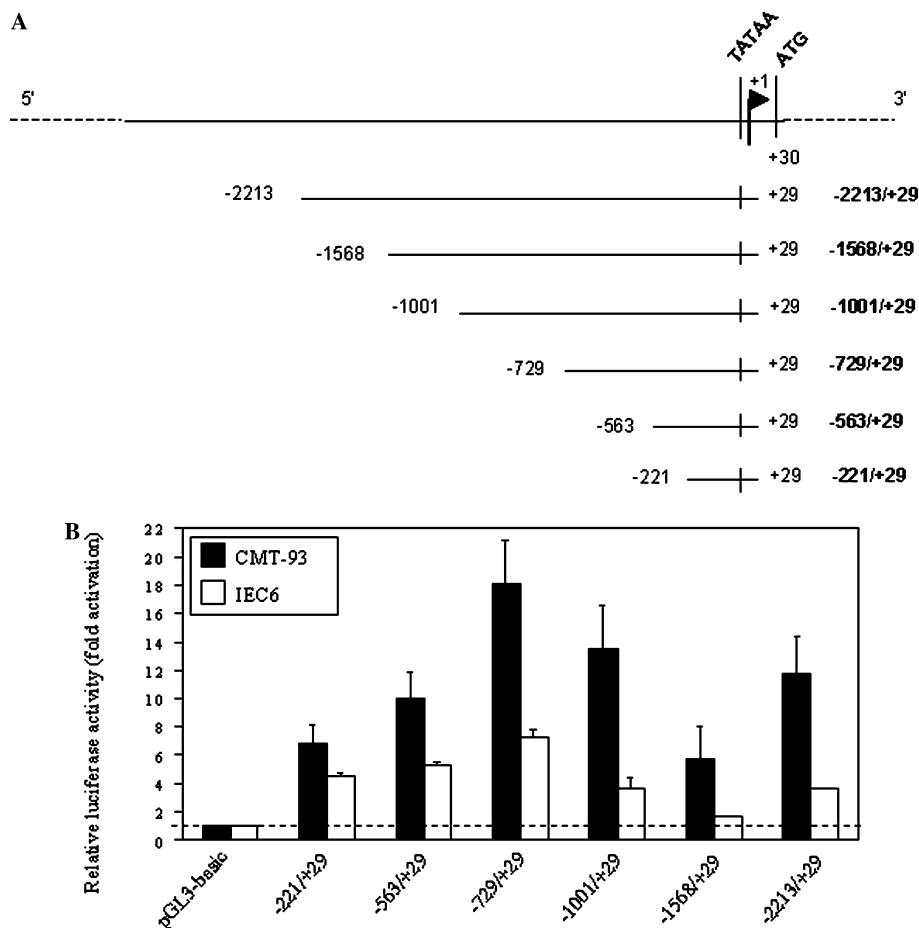 A
TATAA
ATG
+1
5'
3'
+30
-2213 +29 -2213/+29
-1568 +29 -1568/+29
-1001 +29 -1001/+29
-729 +29 -729/+29
-563 +29 -563/+29
-221 +29 -221/+29
B
Relative luciferase activity (fold activation)
22
20
18
16
14
12
10
8
6
4
2
0
CMT-93
IEC6
pGL3-basic
-221/+29
-563/+29
-729/+29
-1001/+29
-1568/+29
-2213/+29